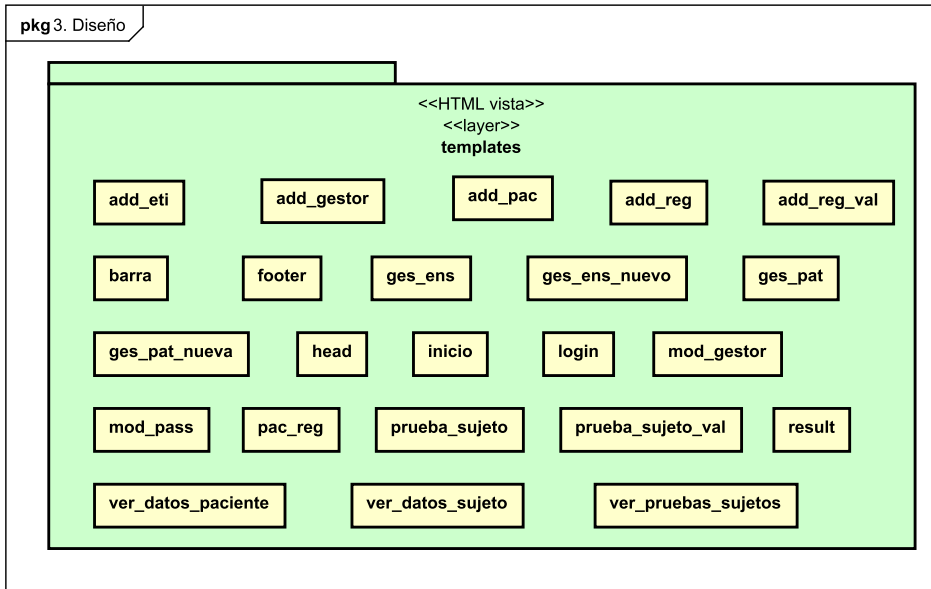 pkg 3. Diseño
<<HTML vista>>
<<layer>>
templates
add_eti add_gestor add_pac add_reg add_reg_val
barra footer ges_ens ges_ens_nuevo ges_pat
ges_pat_nueva head inicio login mod_gestor
mod_pass pac_reg prueba_sujeto prueba_sujeto_val result
ver_datos_paciente ver_datos_sujeto ver_pruebas_sujetos